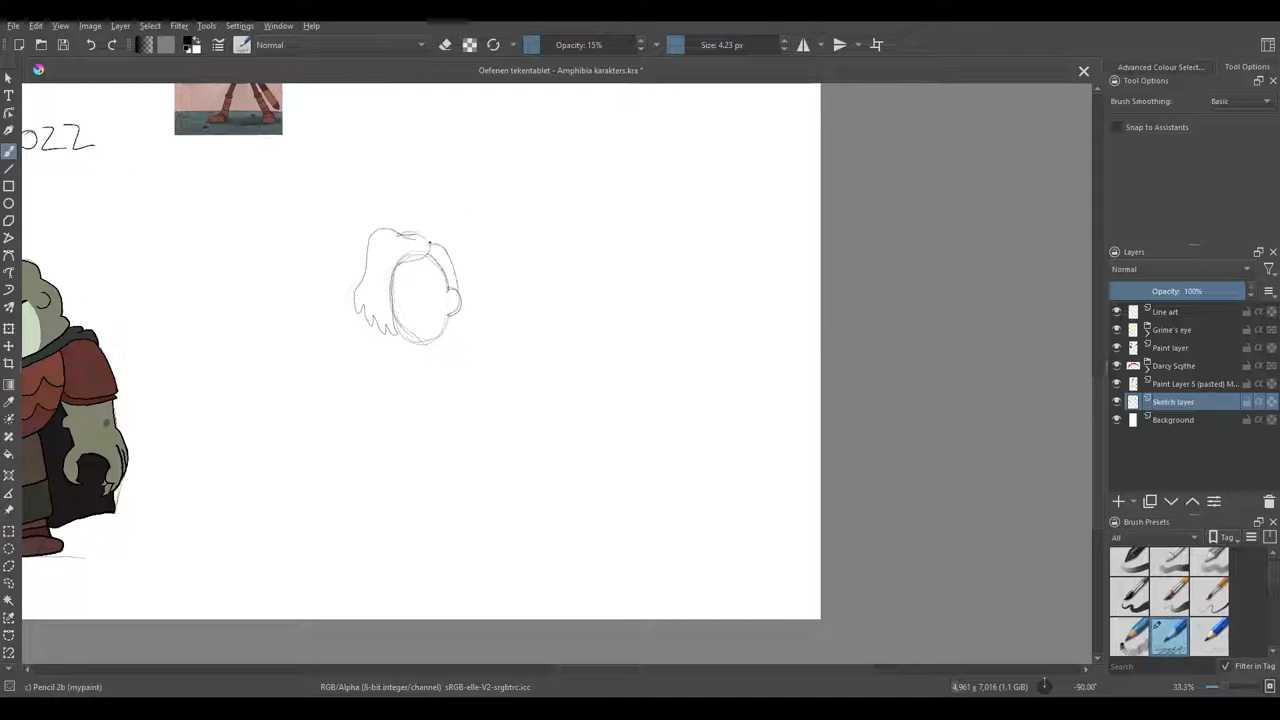 File Edit View Image Layer Select Filter Tools Settings Window Help
Normal Opacity: 15% Size: 4.23 px
Oefenen tekentablet - Amphibia karakters.kra *
Advanced Colour Select... Tool Options
Tool Options
Brush Smoothing: Basic
Snap to Assistants
ozz
Layers
Normal
Opacity: 100%
Line art
Grime's eye
Paint layer
Darcy Scythe
Paint Layer 5 (pasted) M...
Sketch layer
Background
Brush Presets
All Tag
Search Filter in Tag
c) Pencil 2b (mypaint) RGB/Alpha (8-bit integer/channel) sRGB-elle-V2-srgbtrc.icc 4,961 x 7,016 (1.1 GiB) -90.00° 33.3%